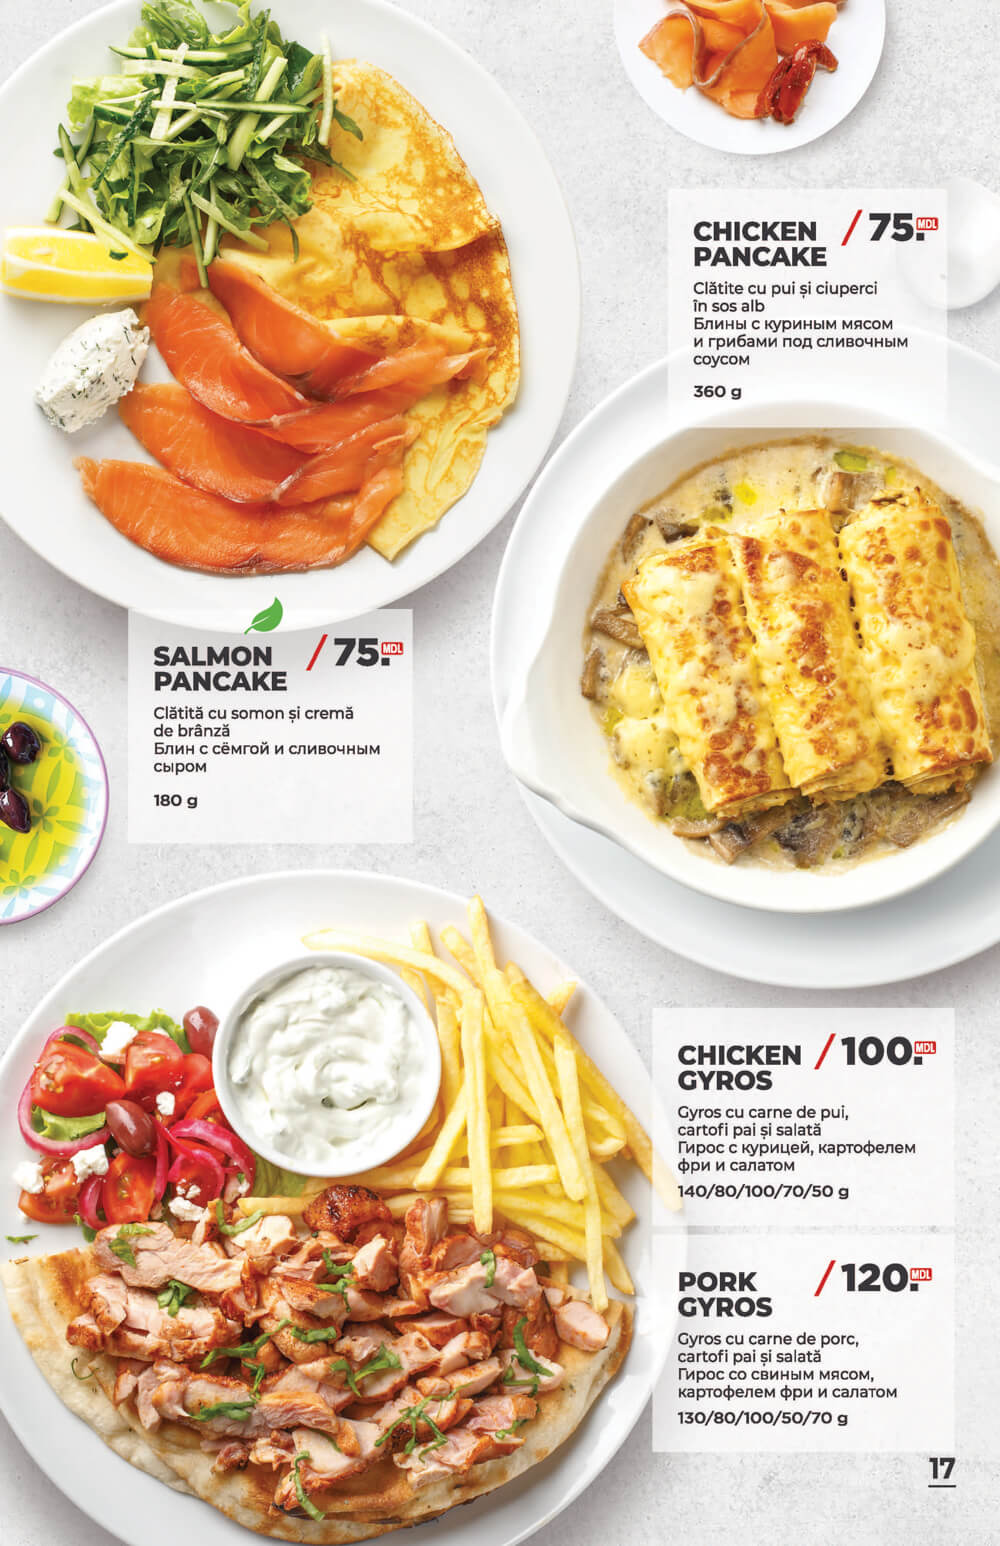 CHICKEN / 75. MDL
PANCAKE
Clătite cu pui și ciuperci
în sos alb
Блины с куриным мясом
и грибами под сливочным
соусом
360 g
SALMON / 75. MDL
PANCAKE
Clătită cu somon și cremă
de brânză
Блин с сёмгой и сливочным
сыром
180 g
CHICKEN / 100. MDL
GYROS
Gyros cu carne de pui,
cartofi pai și salată
Гирос с курицей, картофелем
фри и салатом
140/80/100/70/50 g
PORK / 120. MDL
GYROS
Gyros cu carne de porc,
cartofi pai și salată
Гирос со свиным мясом,
картофелем фри и салатом
130/80/100/50/70 g
17